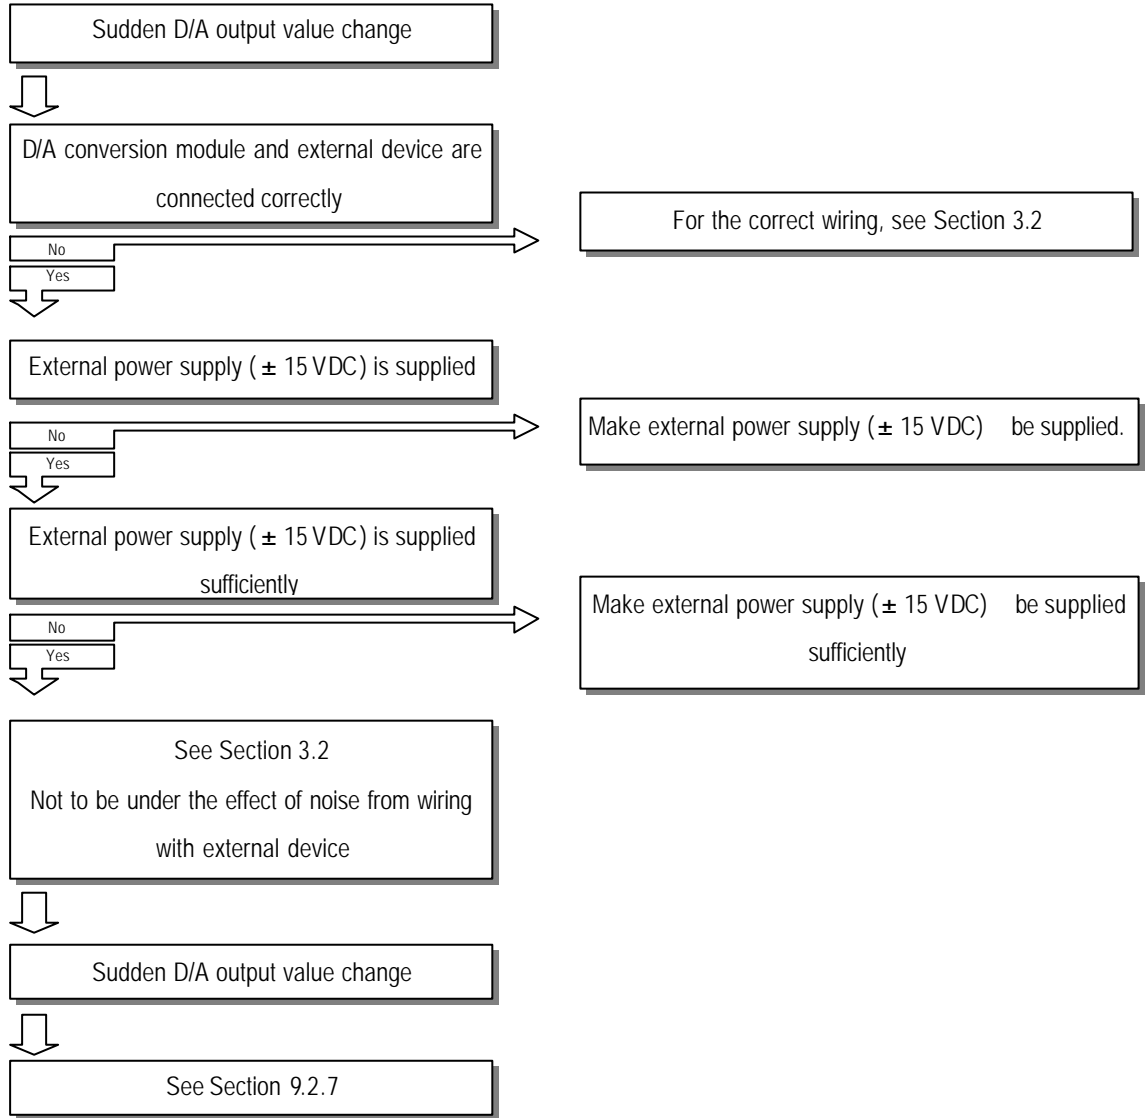 Sudden D/A output value change
D/A conversion module and external device are
connected correctly
No
Yes
For the correct wiring, see Section 3.2
External power supply ( ± 15 VDC) is supplied
No
Yes
Make external power supply (± 15 VDC) be supplied.
External power supply ( ± 15 VDC) is supplied
sufficiently
No
Yes
Make external power supply (± 15 VDC) be supplied
sufficiently
See Section 3.2
Not to be under the effect of noise from wiring
with external device
Sudden D/A output value change
See Section 9.2.7